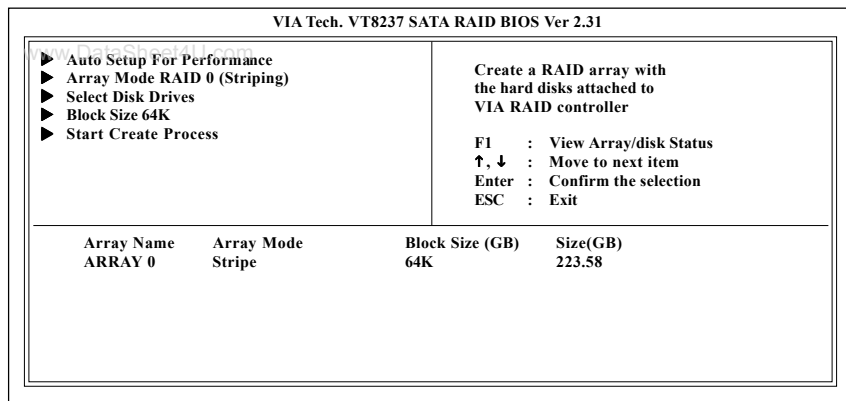 VIA Tech. VT8237 SATA RAID BIOS Ver 2.31
www.DataSheet4U.com
Auto Setup For Performance
Array Mode RAID 0 (Striping)
Select Disk Drives
Block Size 64K
Start Create Process
Create a RAID array with
the hard disks attached to
VIA RAID controller
F1 : View Array/disk Status
↑, ↓ : Move to next item
Enter : Confirm the selection
ESC : Exit
Array Name Array Mode Block Size (GB) Size(GB)
ARRAY 0 Stripe 64K 223.58